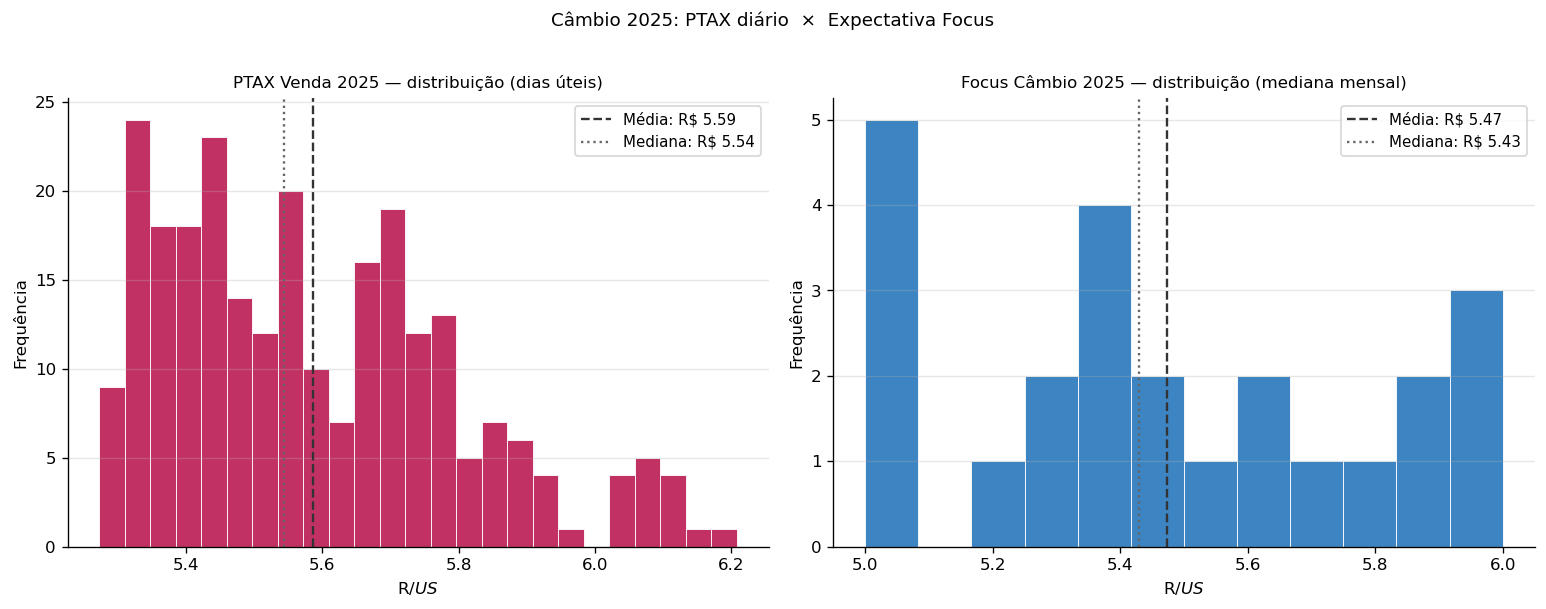 Câmbio 2025: PTAX diário × Expectativa Focus
PTAX Venda 2025 — distribuição (dias úteis)
Média: R$ 5.59
Mediana: R$ 5.54
Frequência
25
20
15
10
5
0
5.4
5.6
5.8
6.0
6.2
R/US
Focus Câmbio 2025 — distribuição (mediana mensal)
Média: R$ 5.47
Mediana: R$ 5.43
Frequência
5
4
3
2
1
0
5.0
5.2
5.4
5.6
5.8
6.0
R/US